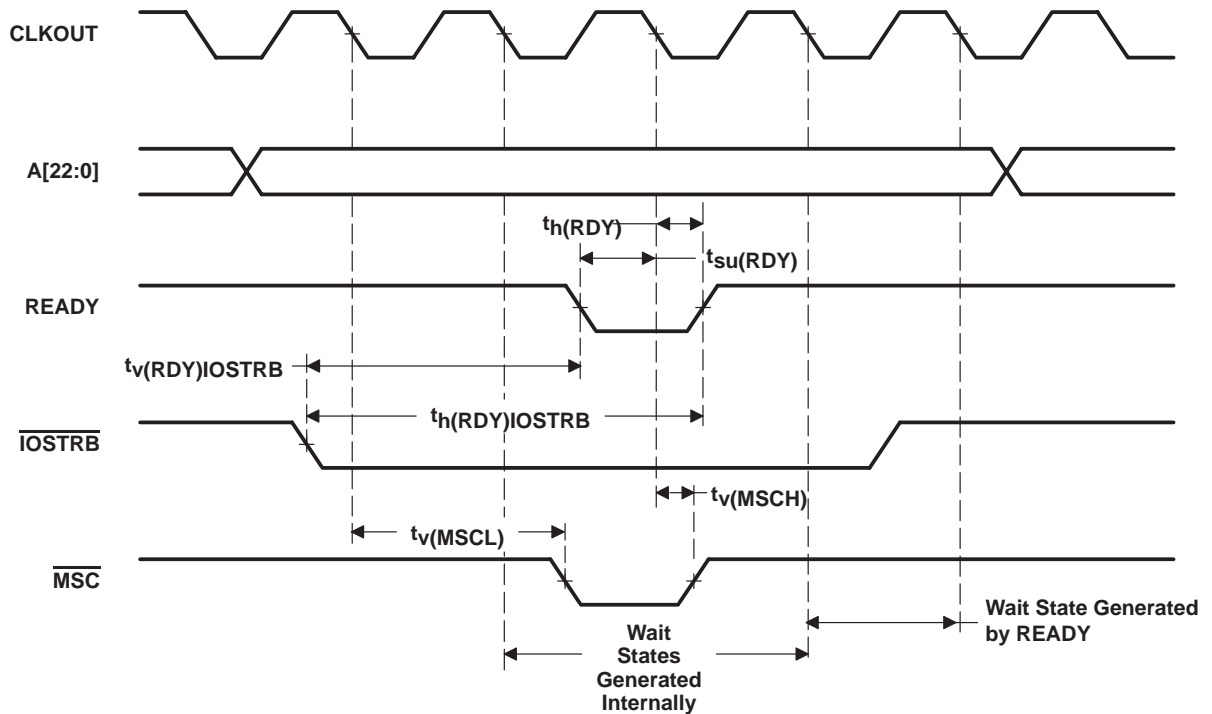 CLKOUT
A[22:0]
th(RDY)
tsu(RDY)
READY
tv(RDY)IOSTRB
th(RDY)IOSTRB
IOSTRB
tv(MSCH)
tv(MSCL)
MSC
Wait State Generated
by READY
Wait
States
Generated
Internally